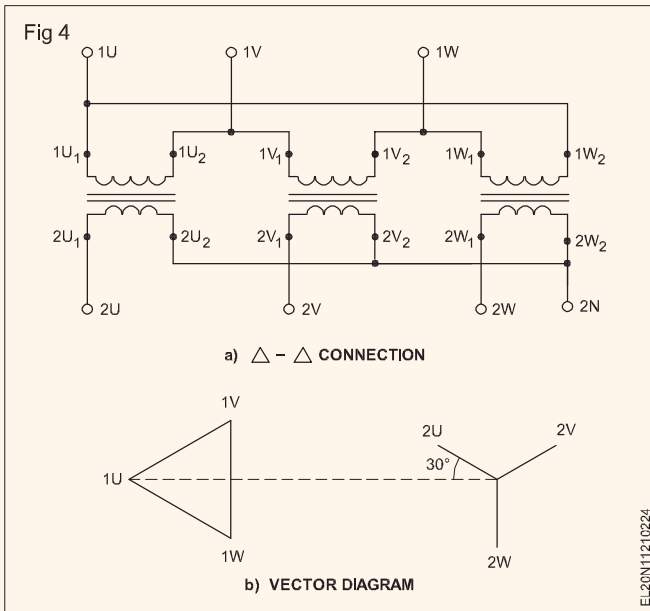 Fig 4
1U 1V 1W
1U1 1U2 1V1 1V2 1W1 1W2
2U1 2U2 2V1 2V2 2W1 2W2
2U 2V 2W 2N
a) △ – △ CONNECTION
1V
2U 2V
1U 30°
1W 2W
b) VECTOR DIAGRAM
EL20N11210224